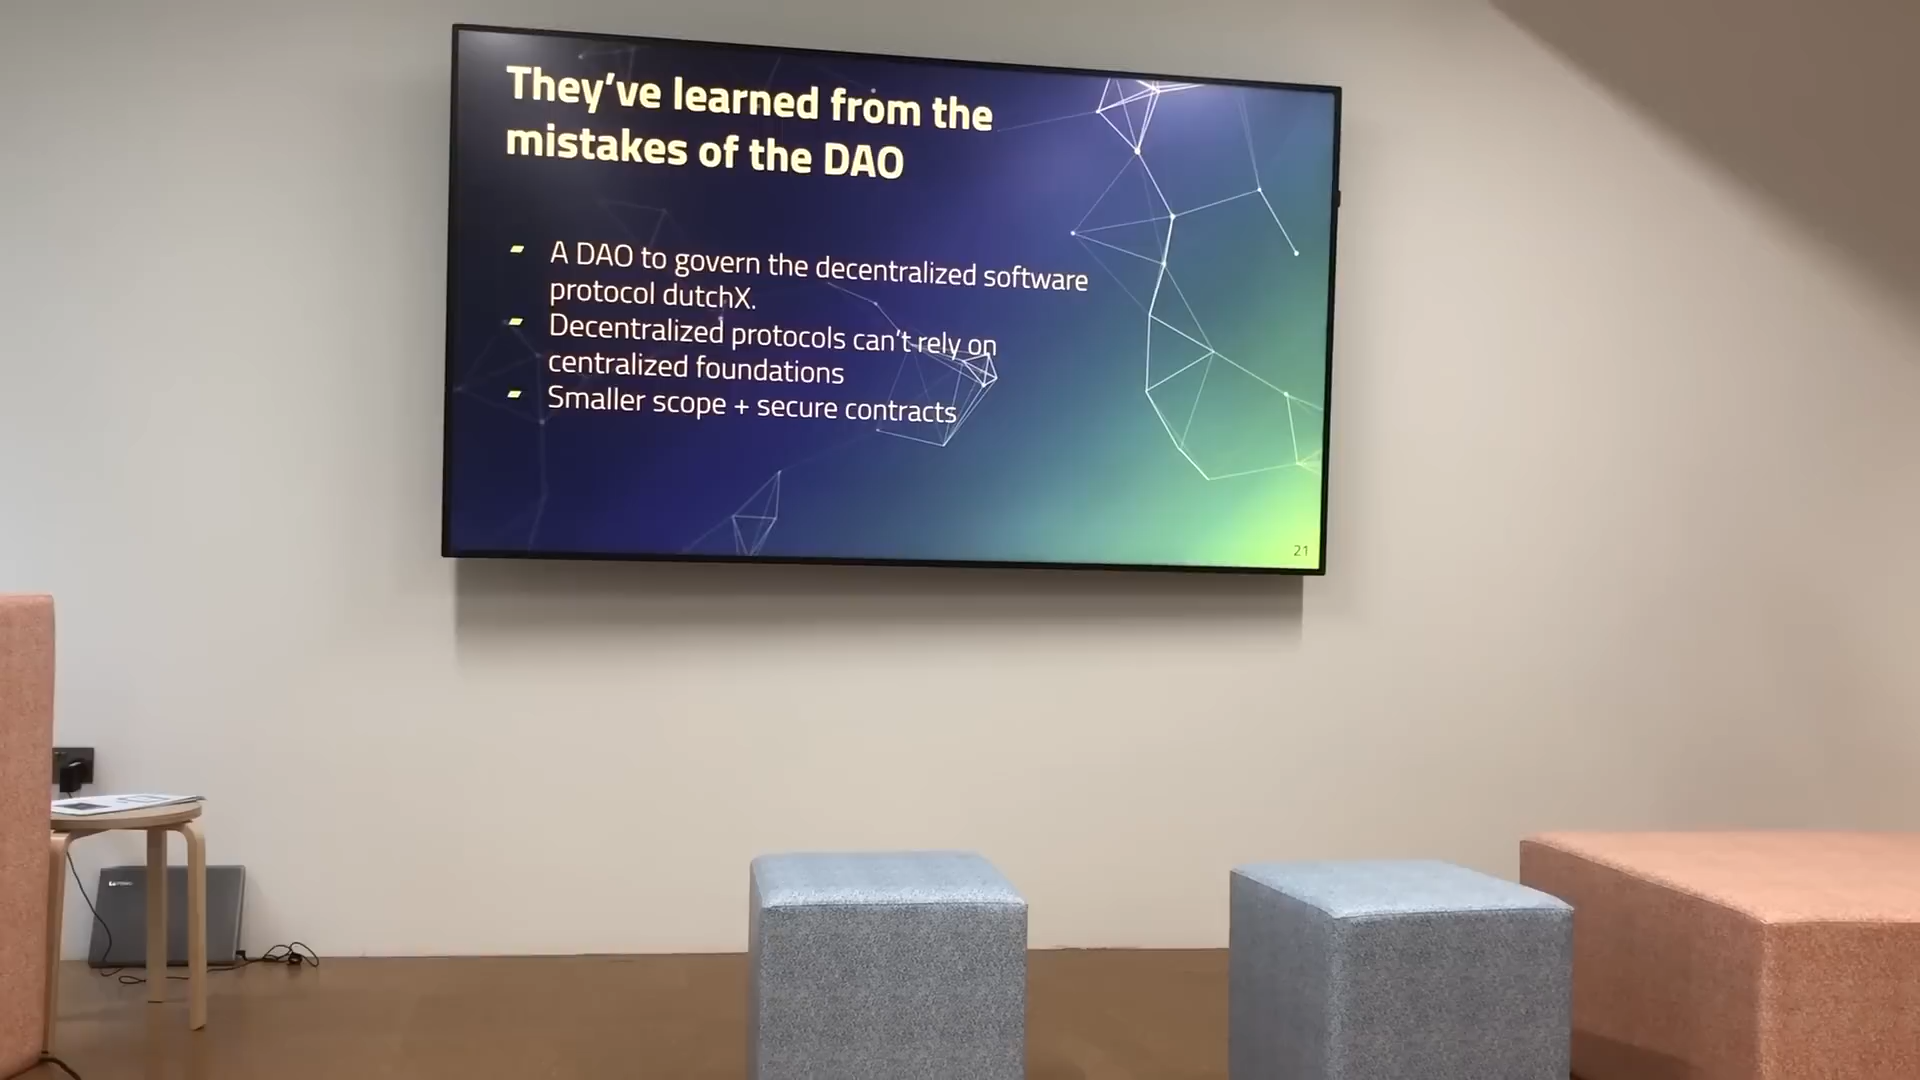 They've learned from the
mistakes of the DAO
- A DAO to govern the decentralized software
protocol dutchX.
- Decentralized protocols can't rely on
centralized foundations
- Smaller scope + secure contracts
21